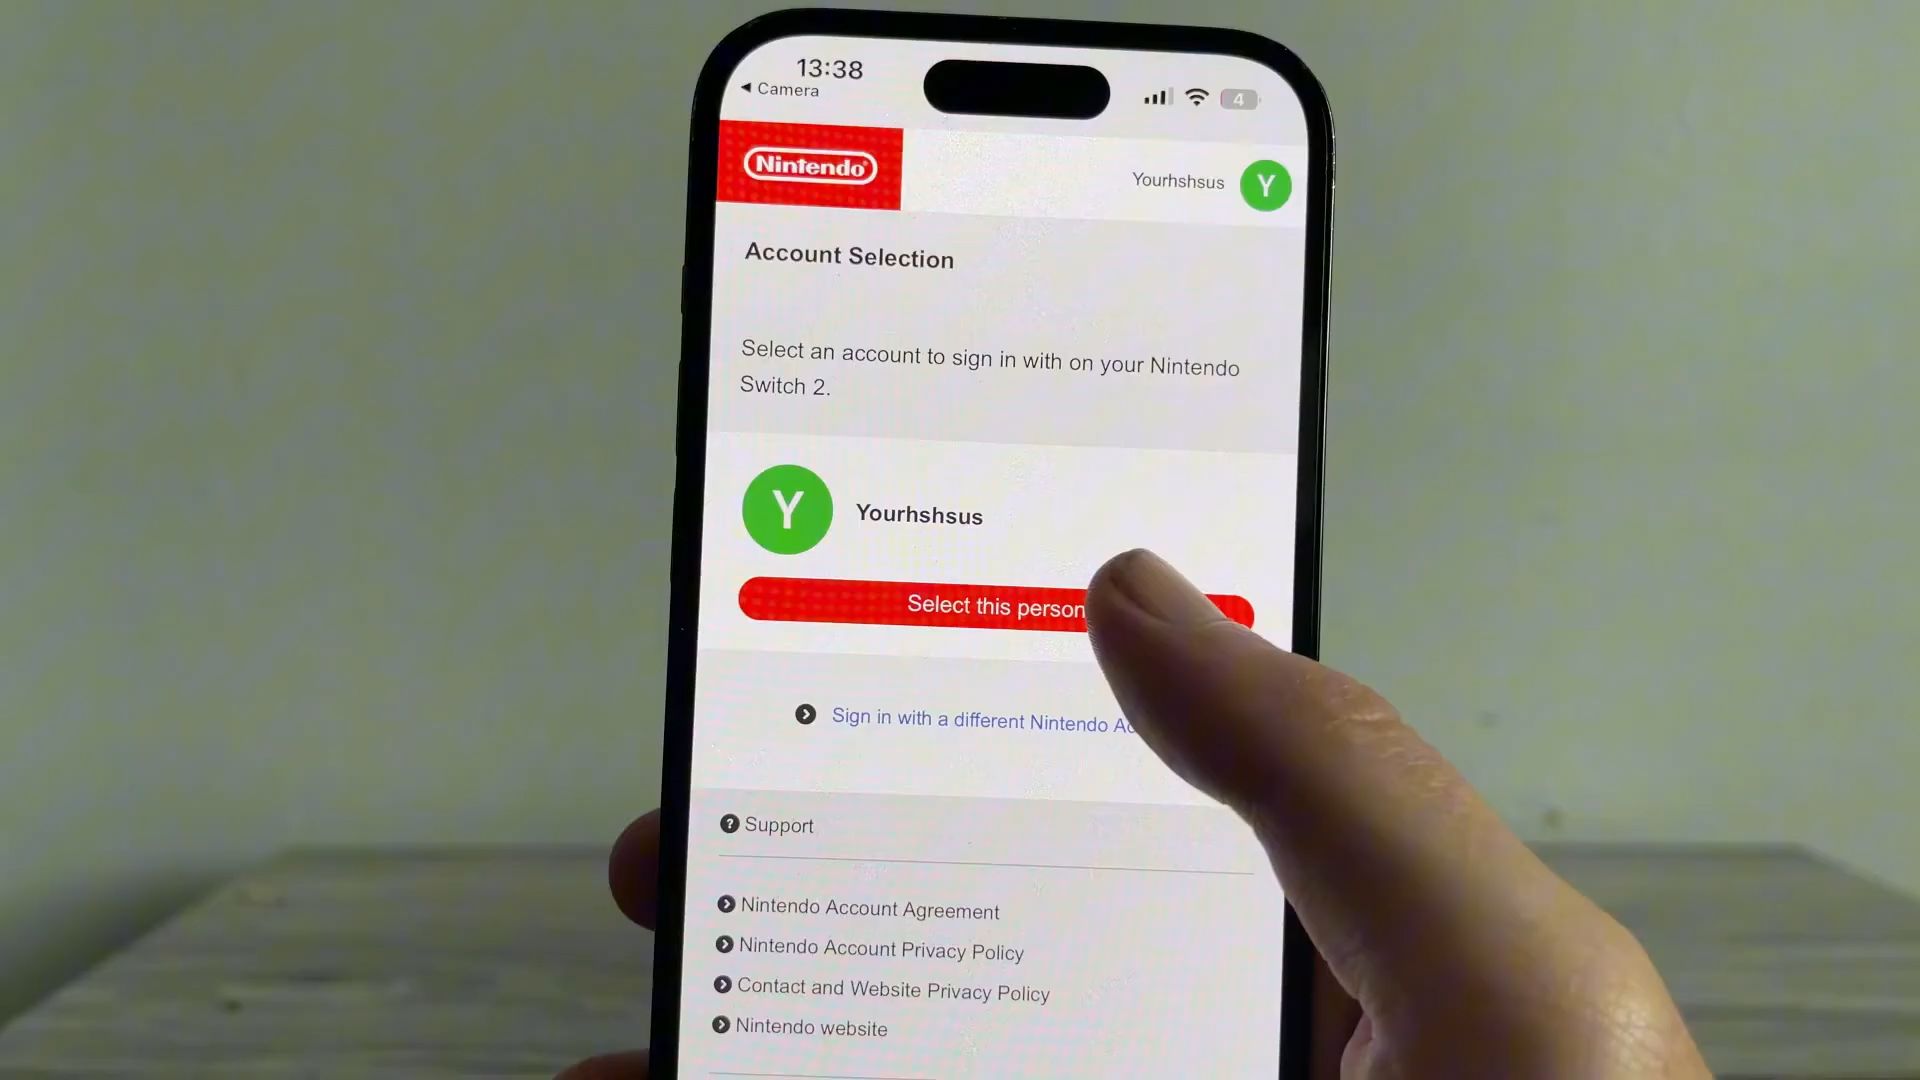 13:38
◄ Camera
4
Nintendo
Yourhshsus
Y
Account Selection
Select an account to sign in with on your Nintendo
Switch 2.
Y
Yourhshsus
Select this person
Sign in with a different Nintendo
Support
Nintendo Account Agreement
Nintendo Account Privacy Policy
Contact and Website Privacy Policy
Nintendo website